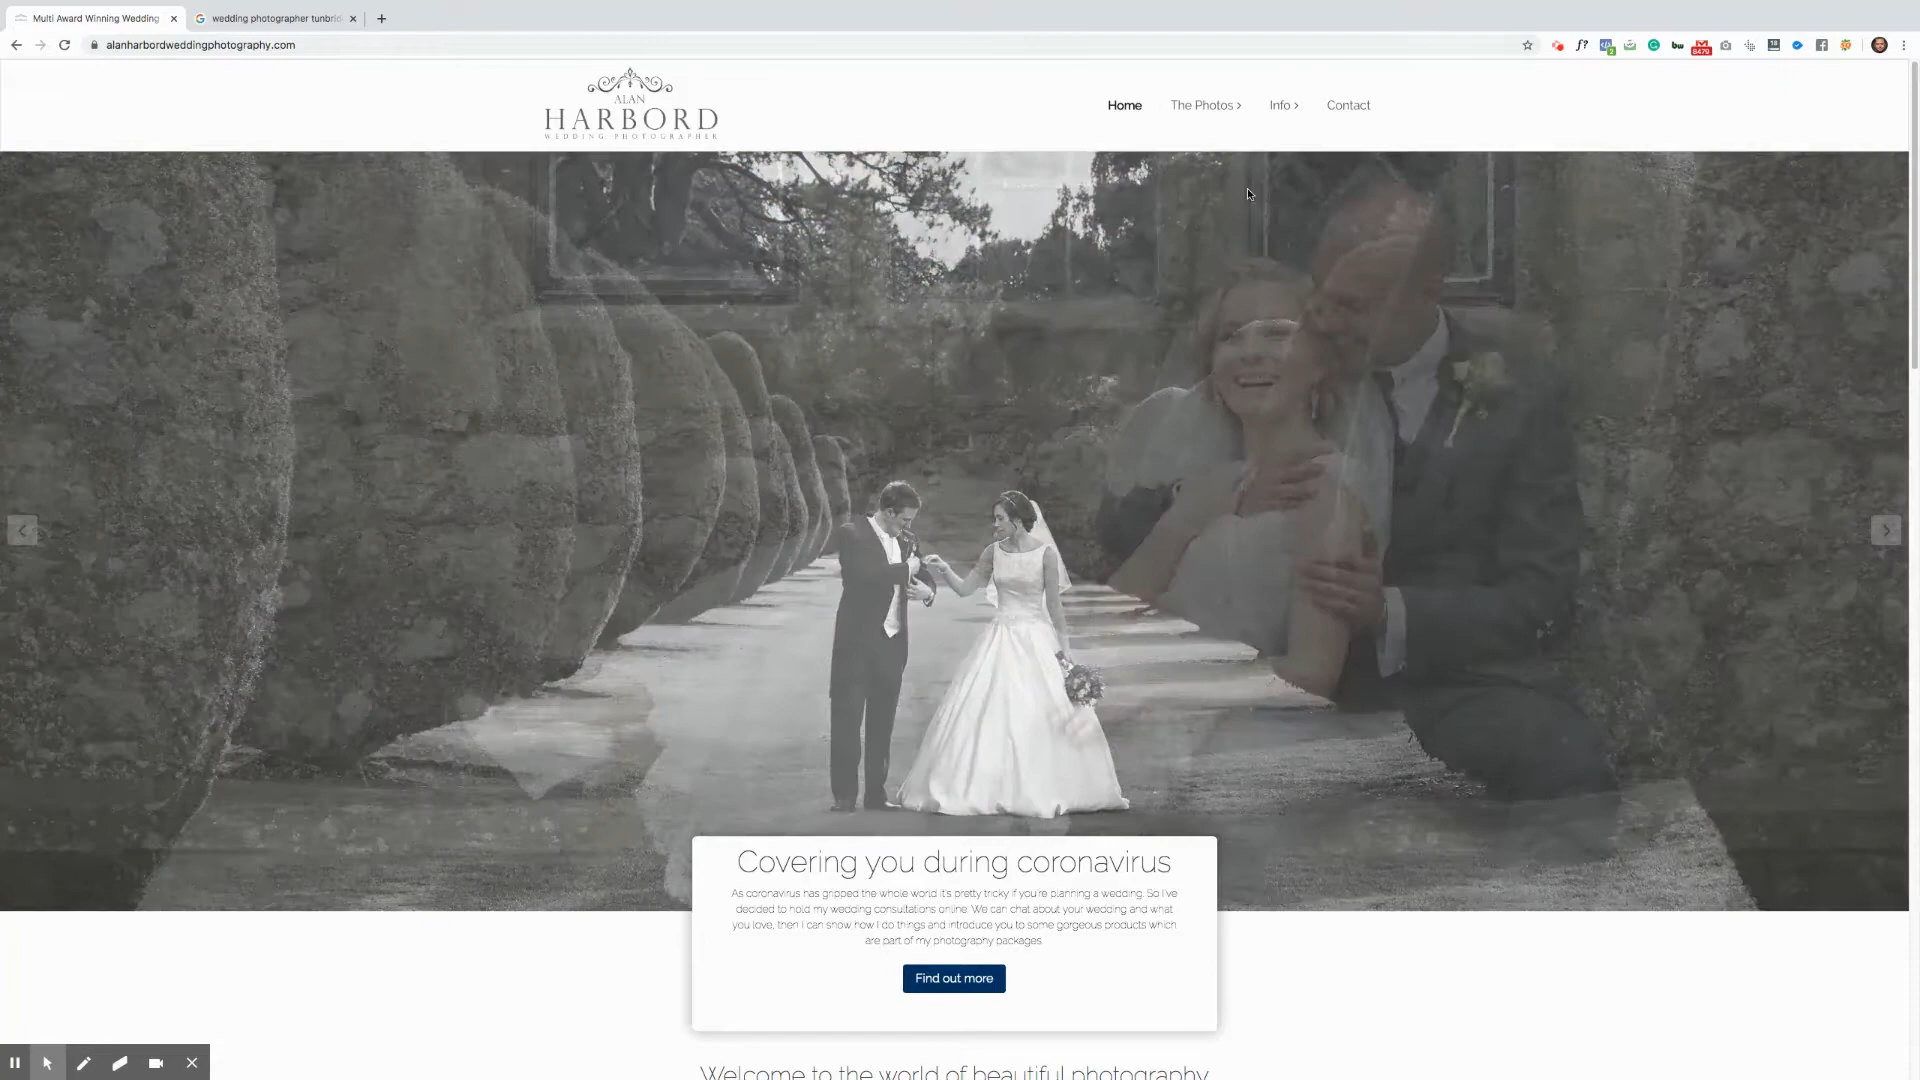 Multi Award Winning Wedding
wedding photographer tunbrid
alanharbordweddingphotography.com
ALAN
HARBORD
WEDDING PHOTOGRAPHER
Home
The Photos
Info
Contact
Covering you during coronavirus
As coronavirus has gripped the whole world it's pretty tricky if you're planning a wedding. So I've
decided to hold my wedding consultations online. We can chat about your wedding and what
you love, then I can show how I do things and introduce you to some gorgeous products which
are part of my photography packages.
Find out more
Welcome to the world of beautiful photography